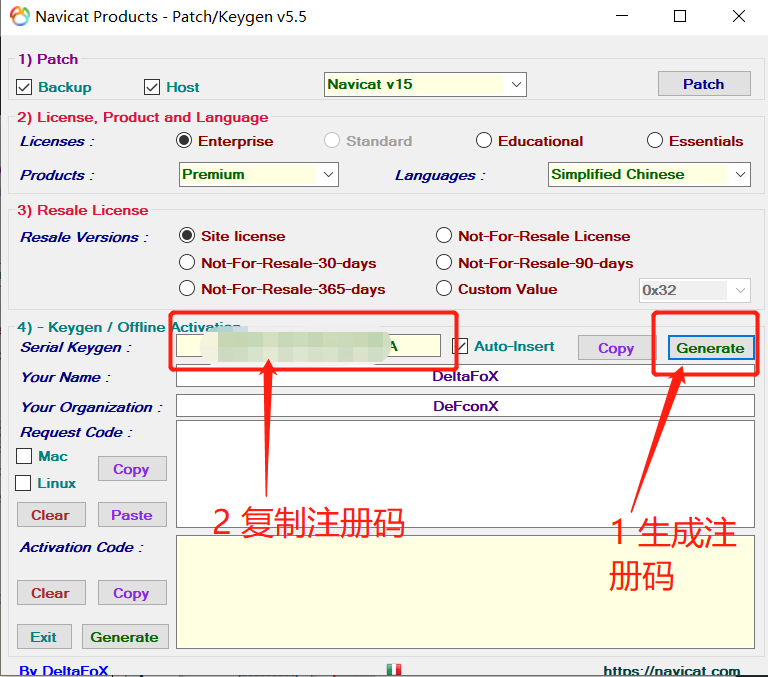 Navicat Products - Patch/Keygen v5.5
1) Patch
Backup Host Navicat v15 Patch
2) License, Product and Language
Licenses : Enterprise Standard Educational Essentials
Products : Premium Languages : Simplified Chinese
3) Resale License
Resale Versions : Site license Not-For-Resale License
Not-For-Resale-30-days Not-For-Resale-90-days
Not-For-Resale-365-days Custom Value 0x32
4) - Keygen / Offline Activation
Serial Keygen : A Auto-Insert Copy Generate
Your Name : DeltaFoX
Your Organization : DeFconX
Request Code :
Mac
Copy
Linux
Clear Paste
2 复制注册码
1 生成注
册码
Activation Code :
Clear Copy
Exit Generate
By DeltaFoX https://navicat.com